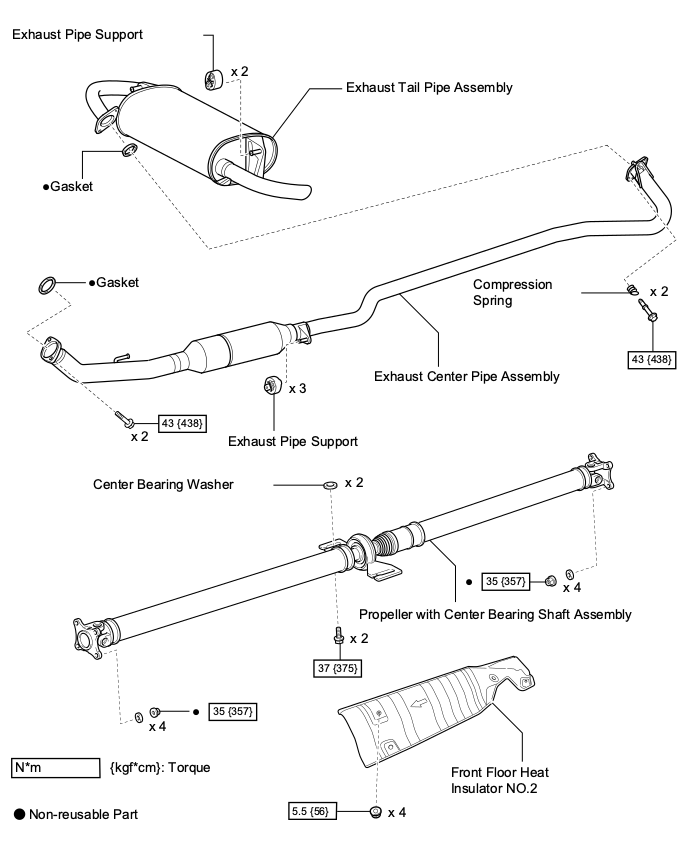 Exhaust Pipe Support
x 2
Exhaust Tail Pipe Assembly
●Gasket
●Gasket
Compression
Spring
x 2
43 {438}
Exhaust Center Pipe Assembly
x 3
43 {438}
x 2
Exhaust Pipe Support
Center Bearing Washer
x 2
● 35 {357}
x 4
Propeller with Center Bearing Shaft Assembly
x 2
37 {375}
● 35 {357}
x 4
N*m {kgf*cm}: Torque
Front Floor Heat
Insulator NO.2
5.5 {56}
x 4
● Non-reusable Part